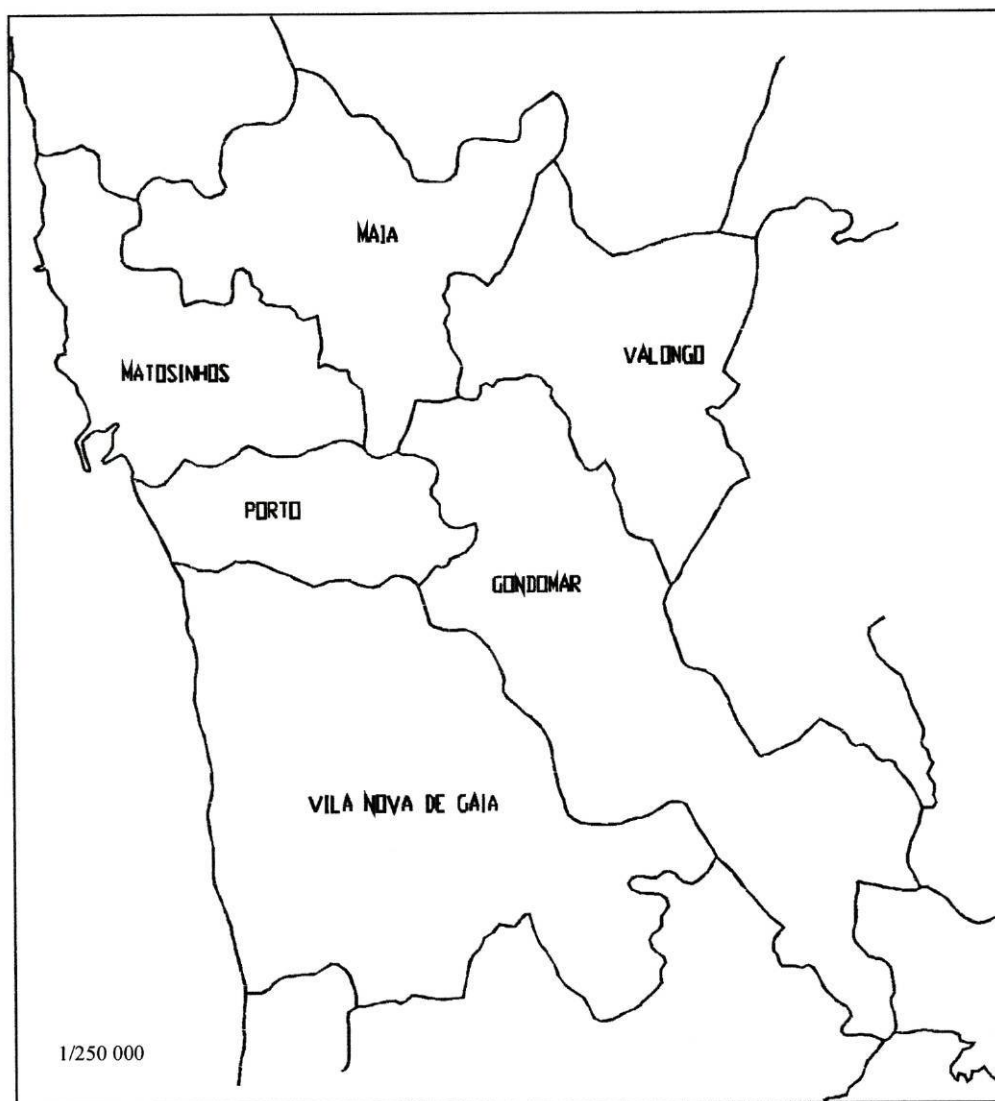 MAIA
VALONGO
MATOSINHOS
PORTO
GONDOMAR
VILA NOVA DE GAIA
1/250 000